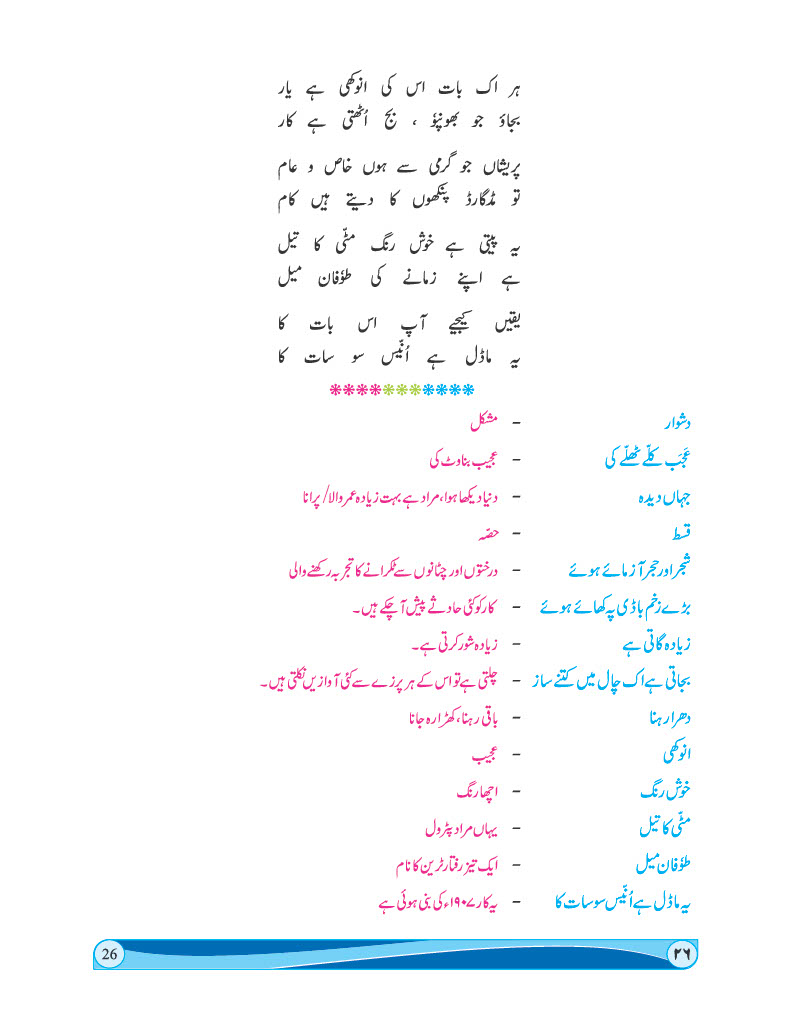 ہر اک بات اس کی انوکھی ہے یار
بجاؤ جو بھونپؤ ، بج اُٹھتی ہے کار
پریشاں جو گرمی سے ہوں خاص و عام
تو مڈگارڈ پنکھوں کا دیتے ہیں کام
یہ پیتی ہے خوش رنگ مٹّی کا تیل
ہے اپنے زمانے کی طؤفان میل
یقیں کیجیے آپ اس بات کا
یہ ماڈل ہے اُنّیس سو سات کا
❋❋❋❋❋❋❋❋❋❋❋
دشوار - مشکل
عَجَب کلّے ٹھلّے کی - عجیب بناوٹ کی
جہاں دیدہ - دنیا دیکھا ہوا، مراد ہے بہت زیادہ عمر والا/ پرانا
قسط - حصّہ
شجر اور حجر آزمائے ہوئے - درختوں اور چٹانوں سے ٹکرانے کا تجربہ رکھنے والی
بڑے زخم باڈی پہ کھائے ہوئے - کار کو کئی حادثے پیش آ چکے ہیں۔
زیادہ گاتی ہے - زیادہ شور کرتی ہے۔
بجاتی ہے اک چال میں کتنے ساز - چلتی ہے تو اس کے ہر پرزے سے کئی آوازیں نکلتی ہیں۔
دھرا رہنا - باقی رہنا، کھڑا رہ جانا
انوکھی - عجیب
خوش رنگ - اچھا رنگ
مٹّی کا تیل - یہاں مراد پٹرول
طؤفان میل - ایک تیز رفتار ٹرین کا نام
یہ ماڈل ہے اُنّیس سو سات کا - یہ کار ۱۹۰۷ء کی بنی ہوئی ہے
26 ۲۶